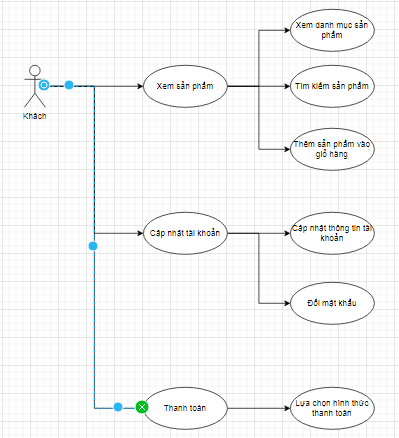 Xem danh mục sản
phẩm
Xem sản phẩm
Tìm kiếm sản phẩm
Khách
Thêm sản phẩm vào
giỏ hàng
Cập nhật tài khoản
Cập nhật thông tin tài
khoản
Đổi mật khẩu
Thanh toán
Lựa chọn hình thức
thanh toán